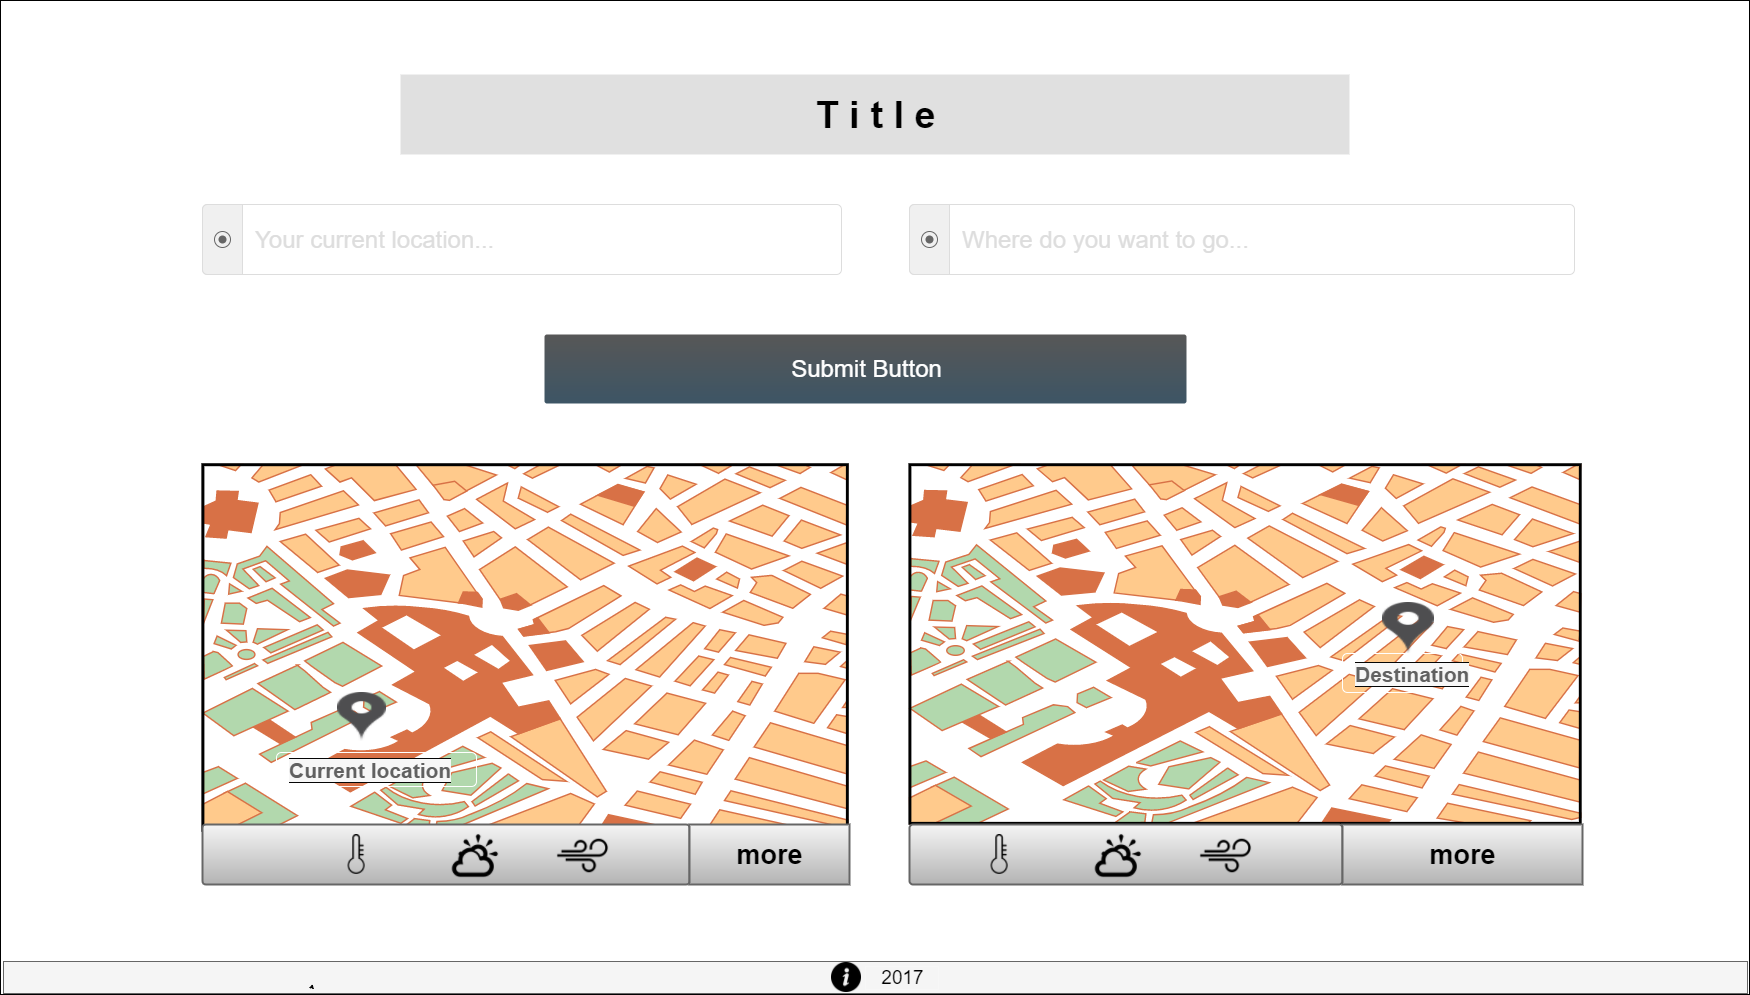 Title
Your current location...
Where do you want to go...
Submit Button
Current location
Destination
more
more
i 2017